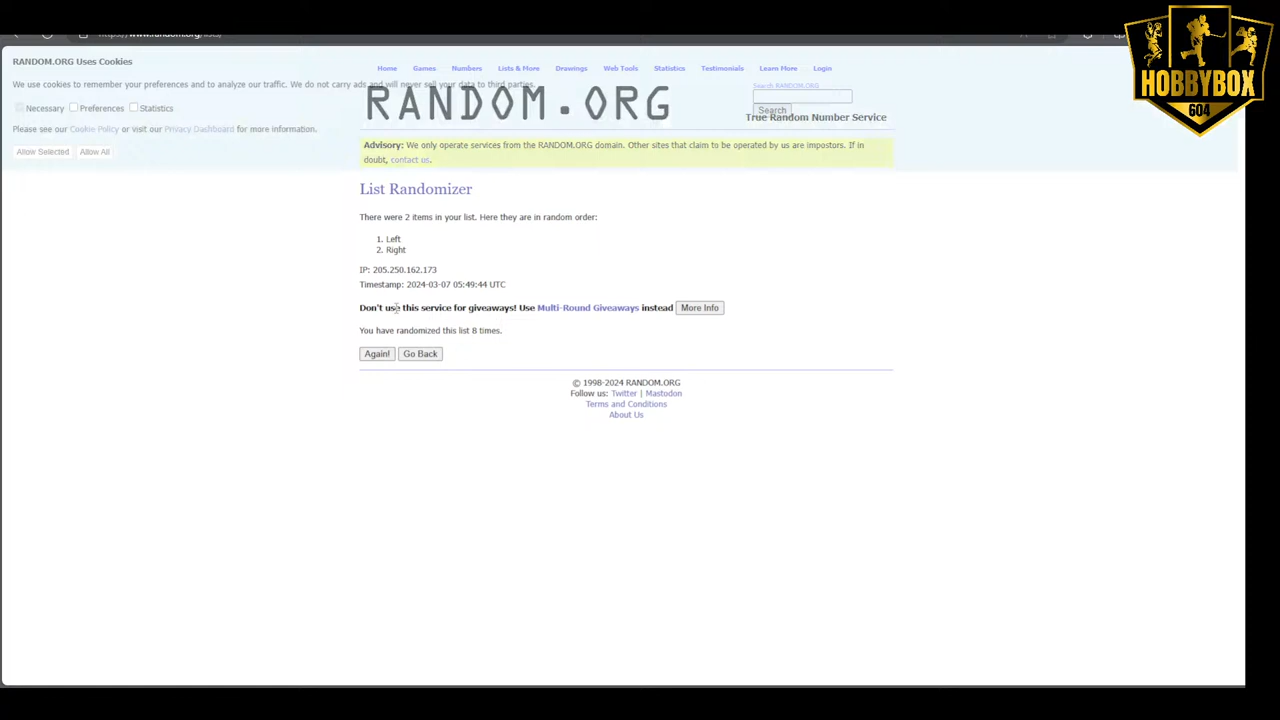 RANDOM.ORG Uses Cookies
We use cookies to remember your preferences and to analyze our traffic. We do not carry ads and will never sell your data to third parties.
Necessary Preferences Statistics
Please see our Cookie Policy or visit our Privacy Dashboard for more information.
Allow Selected Allow All
Home Games Numbers Lists & More Drawings Web Tools Statistics Testimonials Learn More Login
Search RANDOM.ORG
RANDOM.ORG
Search
True Random Number Service
Advisory: We only operate services from the RANDOM.ORG domain. Other sites that claim to be operated by us are impostors. If in
doubt, contact us.
List Randomizer
There were 2 items in your list. Here they are in random order:
1. Left
2. Right
IP: 205.250.162.173
Timestamp: 2024-03-07 05:49:44 UTC
Don't use this service for giveaways! Use Multi-Round Giveaways instead More Info
You have randomized this list 8 times.
Again! Go Back
© 1998-2024 RANDOM.ORG
Follow us: Twitter | Mastodon
Terms and Conditions
About Us
HOBBYBOX
604